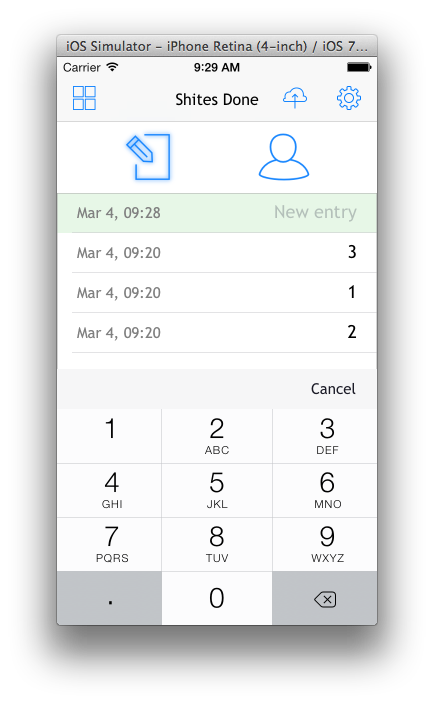 iOS Simulator – iPhone Retina (4-inch) / iOS 7...
Carrier 9:29 AM
Shites Done
Mar 4, 09:28 New entry
Mar 4, 09:20 3
Mar 4, 09:20 1
Mar 4, 09:20 2
Cancel
1 2 3
ABC DEF
4 5 6
GHI JKL MNO
7 8 9
PQRS TUV WXYZ
. 0